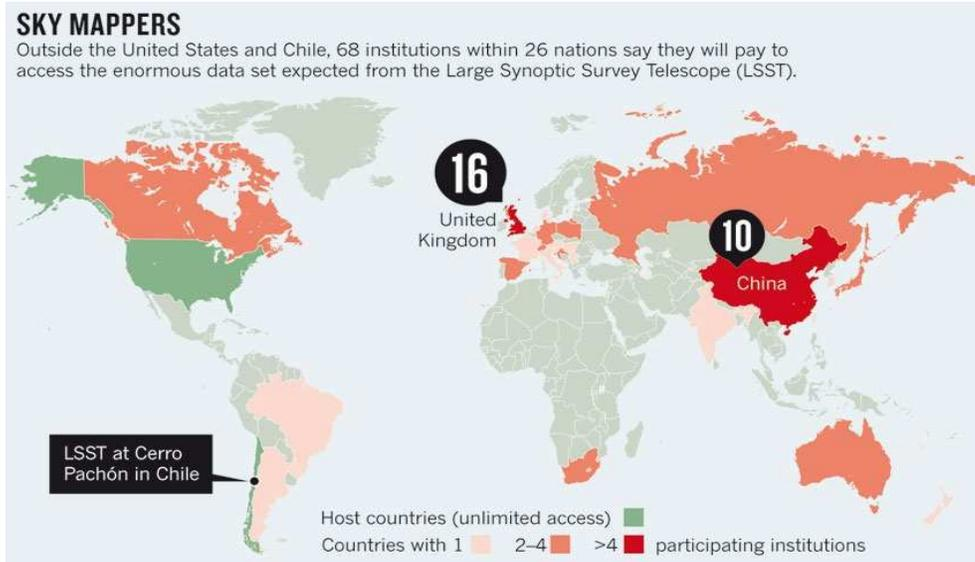 SKY MAPPERS
Outside the United States and Chile, 68 institutions within 26 nations say they will pay to
access the enormous data set expected from the Large Synoptic Survey Telescope (LSST).
16
United
Kingdom
10
China
LSST at Cerro
Pachón in Chile
Host countries (unlimited access)
Countries with 1 2–4 >4 participating institutions